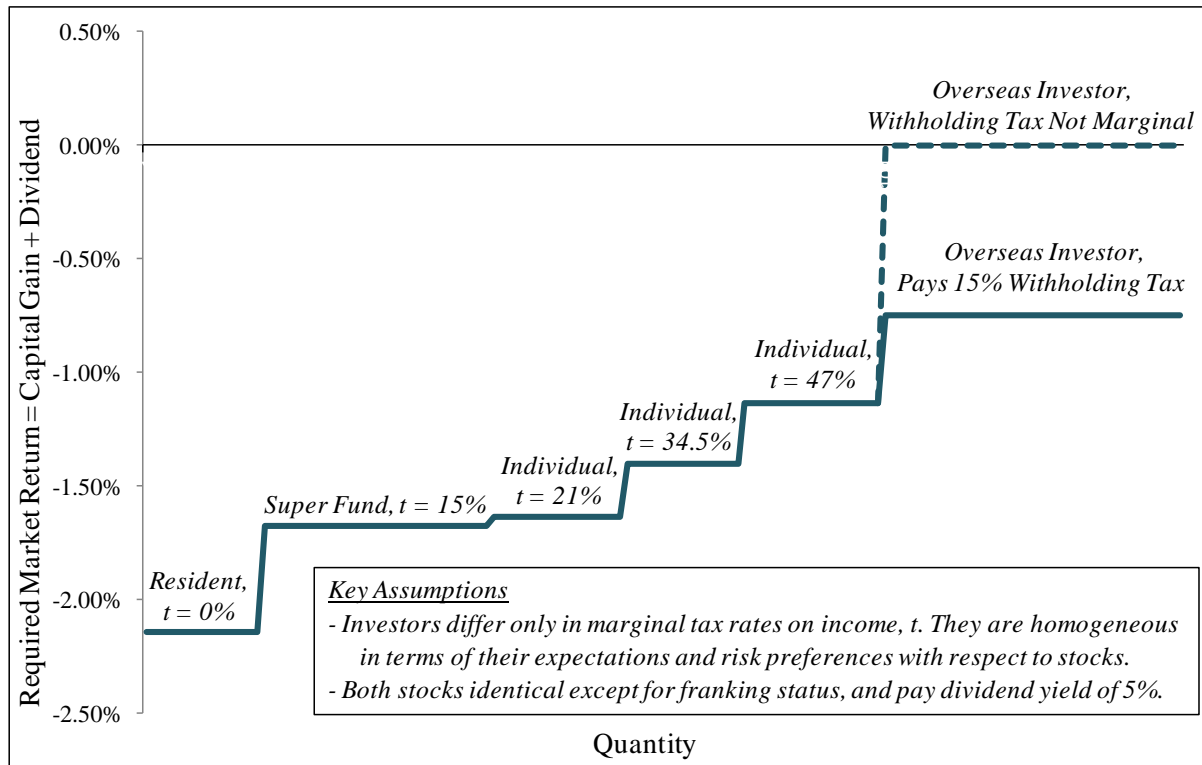 Required Market Return = Capital Gain + Dividend
0.50%
0.00%
-0.50%
-1.00%
-1.50%
-2.00%
-2.50%
Overseas Investor,
Withholding Tax Not Marginal
Overseas Investor,
Pays 15% Withholding Tax
Individual,
t = 47%
Individual,
t = 34.5%
Individual,
t = 21%
Super Fund, t = 15%
Resident,
t = 0%
Key Assumptions
- Investors differ only in marginal tax rates on income, t. They are homogeneous
in terms of their expectations and risk preferences with respect to stocks.
- Both stocks identical except for franking status, and pay dividend yield of 5%.
Quantity